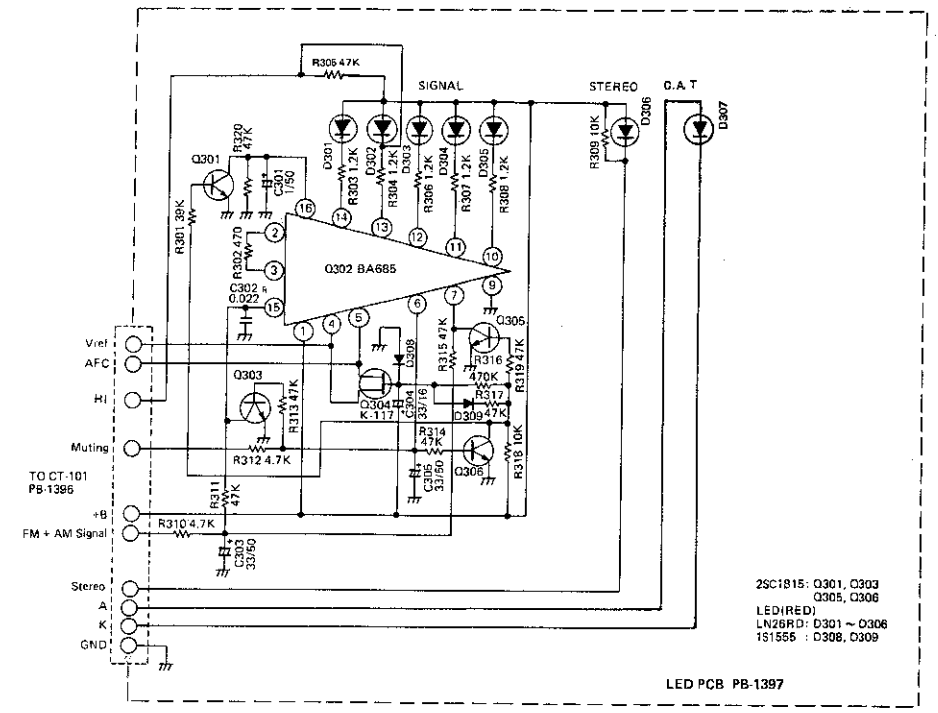 R305 47K
SIGNAL
STEREO
O.A.T
D306
D307
R309 10K
R320
47K
Q301
C301
1/50
D301
R303 1.2K
D302
R304 1.2K
D303
R306 1.2K
D304
R307 1.2K
D305
R308 1.2K
R301 39K
16
14
13
12
11
10
2
R302 470
3
Q302 BA685
9
C302
0.022
15
1
4
5
6
7
Q305
Vref
AFC
HI
Muting
TO CT-101
PB-1396
+B
FM + AM Signal
Stereo
A
K
GND
D308
R315 47K
R316
470K
R319 47K
R317
47K
D309
Q303
R313 47K
Q304
K-117
C304
33/16
R314
47K
R312 4.7K
C305
33/50
Q306
R318 10K
R311
47K
R310 4.7K
C303
33/50
2SC1815: Q301, Q303
Q305, Q306
LED(RED)
LN26RD: D301 ~ D306
1S1555 : D308, D309
LED PCB PB-1397